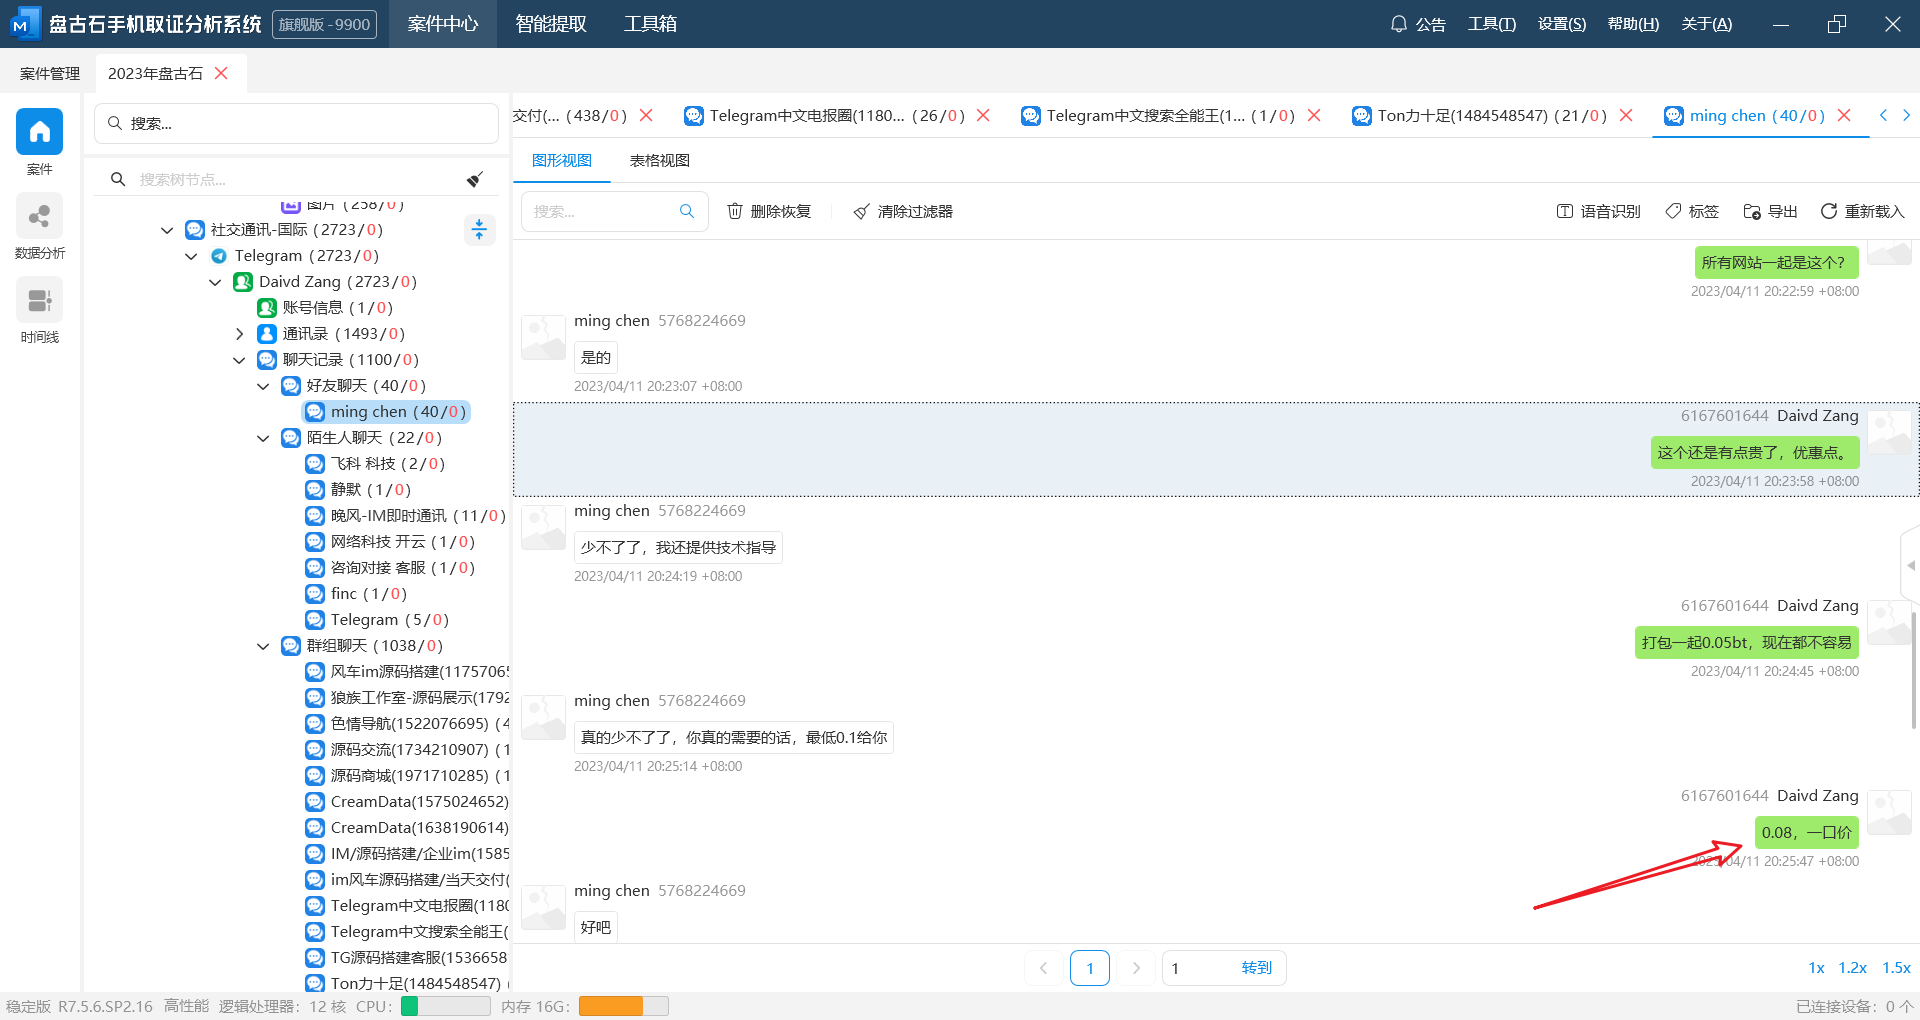 盘古石手机取证分析系统 旗舰版 - 9900 案件中心 智能提取 工具箱 公告 工具(T) 设置(S) 帮助(H) 关于(A)
案件管理 2023年盘古石
案件
数据分析
时间线
搜索...
搜索树节点...
图片 (258/0)
社交通讯-国际 (2723/0)
Telegram (2723/0)
Daivd Zang (2723/0)
账号信息 (1/0)
通讯录 (1493/0)
聊天记录 (1100/0)
好友聊天 (40/0)
ming chen (40/0)
陌生人聊天 (22/0)
飞科 科技 (2/0)
静默 (1/0)
晚风-IM即时通讯 (11/0)
网络科技 开云 (1/0)
咨询对接 客服 (1/0)
finc (1/0)
Telegram (5/0)
群组聊天 (1038/0)
风车im源码搭建(1175706
狼族工作室-源码展示(1792
色情导航(1522076695) (4
源码交流(1734210907) (1
源码商城(1971710285) (1
CreamData(1575024652)
CreamData(1638190614)
IM/源码搭建/企业im(1585
im风车源码搭建/当天交付(
Telegram中文电报圈(1180
Telegram中文搜索全能王(
TG源码搭建客服(1536658
Ton力十足(1484548547) (
交付(... (438/0) Telegram中文电报圈(1180... (26/0) Telegram中文搜索全能王(1... (1/0) Ton力十足(1484548547) (21/0) ming chen (40/0)
图形视图 表格视图
搜索... 删除恢复 清除过滤器 语音识别 标签 导出 重新载入
所有网站一起是这个?
2023/04/11 20:22:59 +08:00
ming chen 5768224669
是的
2023/04/11 20:23:07 +08:00
6167601644 Daivd Zang
这个还是有点贵了，优惠点。
2023/04/11 20:23:58 +08:00
ming chen 5768224669
少不了了，我还提供技术指导
2023/04/11 20:24:19 +08:00
6167601644 Daivd Zang
打包一起0.05bt，现在都不容易
2023/04/11 20:24:45 +08:00
ming chen 5768224669
真的少不了了，你真的需要的话，最低0.1给你
2023/04/11 20:25:14 +08:00
6167601644 Daivd Zang
0.08，一口价
2023/04/11 20:25:47 +08:00
ming chen 5768224669
好吧
1 1 转到 1x 1.2x 1.5x
稳定版 R7.5.6.SP2.16 高性能 逻辑处理器：12 核 CPU： 内存 16G： 已连接设备：0 个